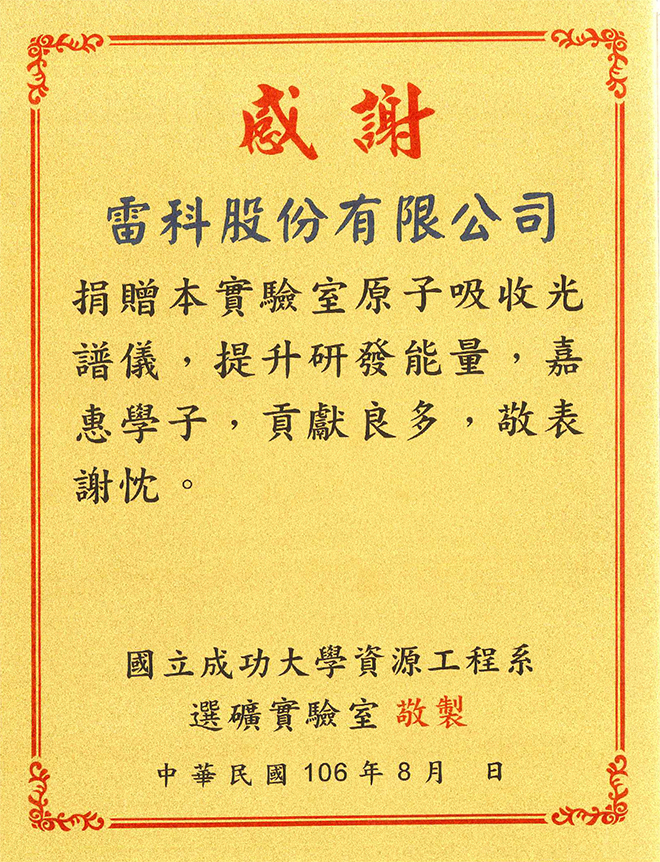 感謝
雷科股份有限公司
捐贈本實驗室原子吸收光
譜儀，提升研發能量，嘉
惠學子，貢獻良多，敬表
謝忱。
國立成功大學資源工程系
選礦實驗室 敬製
中華民國106年8月 日